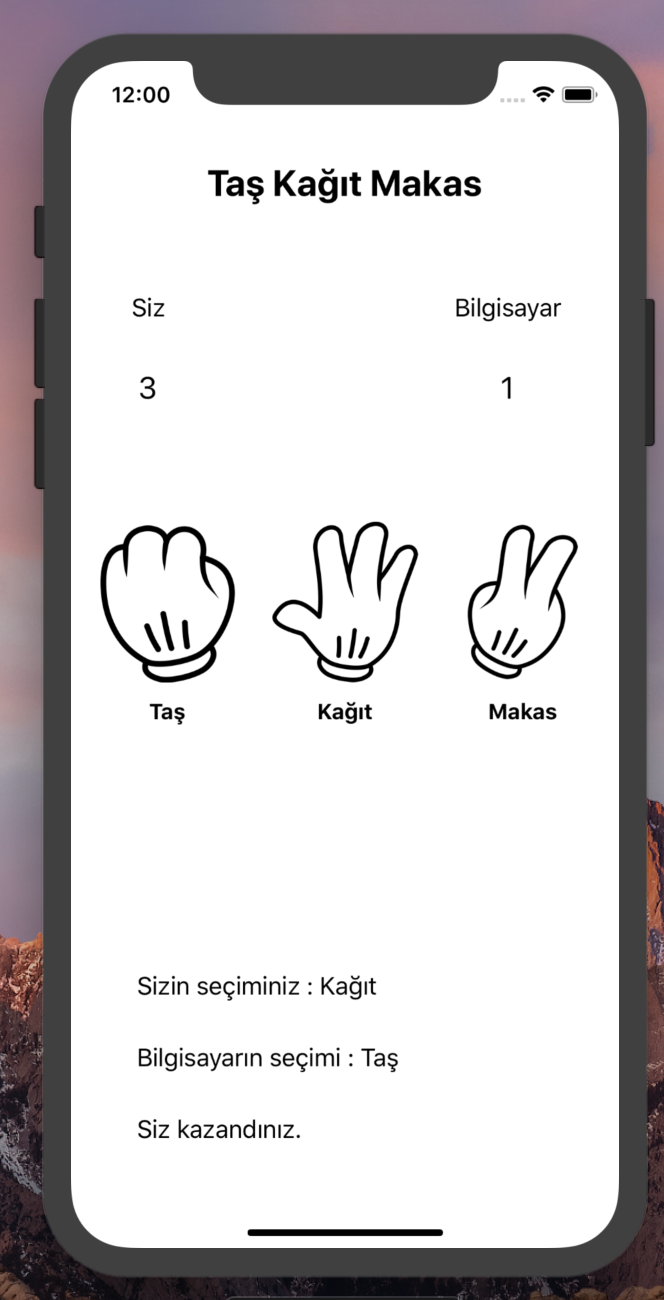 12:00
Taş Kağıt Makas
Siz Bilgisayar
3 1
Taş Kağıt Makas
Sizin seçiminiz : Kağıt
Bilgisayarın seçimi : Taş
Siz kazandınız.